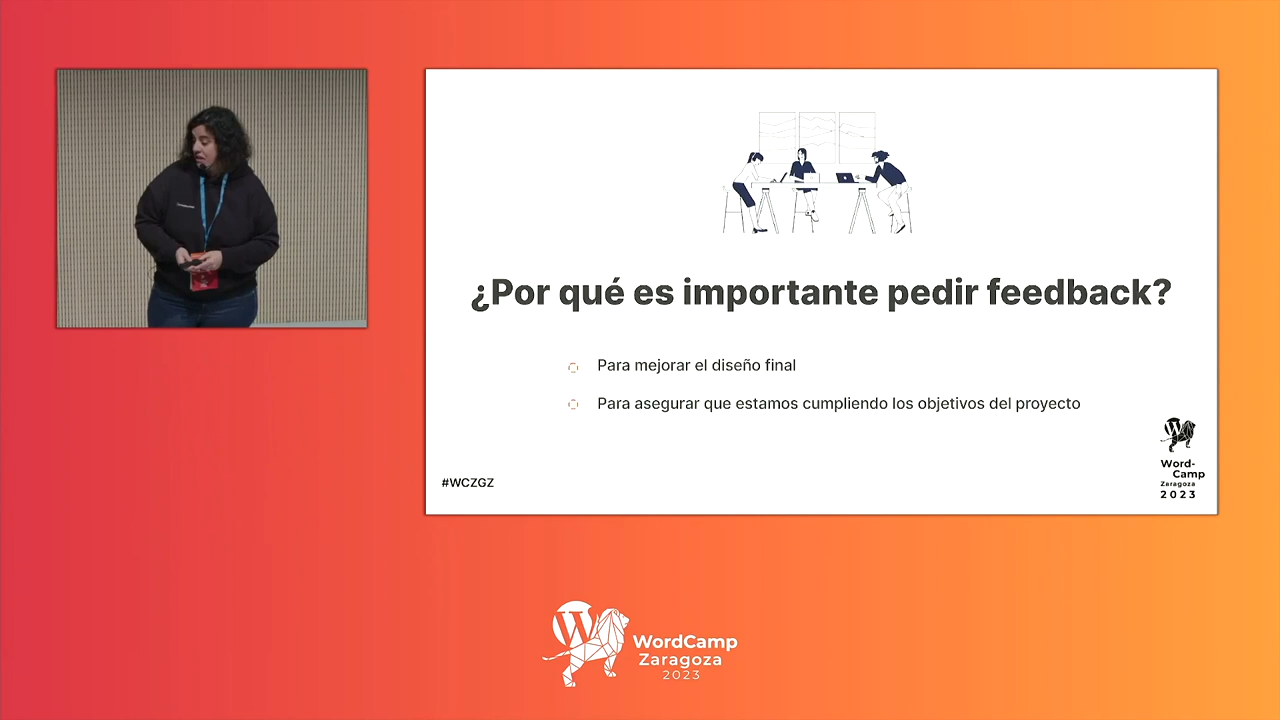 ¿Por qué es importante pedir feedback?
Para mejorar el diseño final
Para asegurar que estamos cumpliendo los objetivos del proyecto
#WCZGZ
Word-
Camp
Zaragoza
2023
WordCamp
Zaragoza
2023